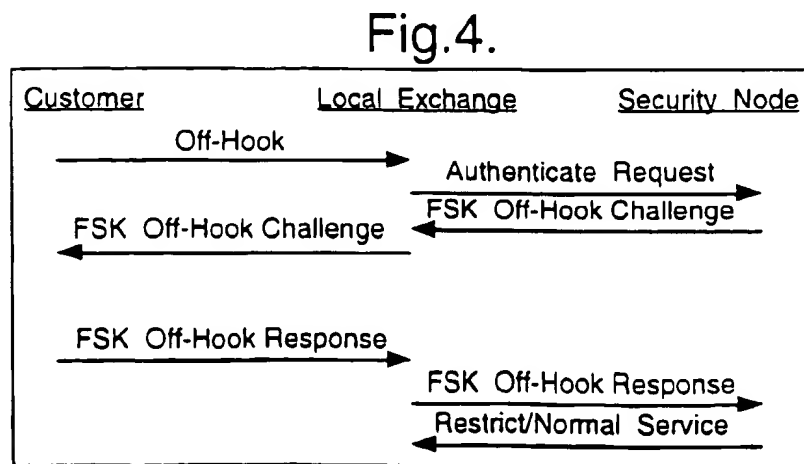 Fig.4.
Customer Local Exchange Security Node
Off-Hook
Authenticate Request
FSK Off-Hook Challenge
FSK Off-Hook Challenge
FSK Off-Hook Response
FSK Off-Hook Response
Restrict/Normal Service